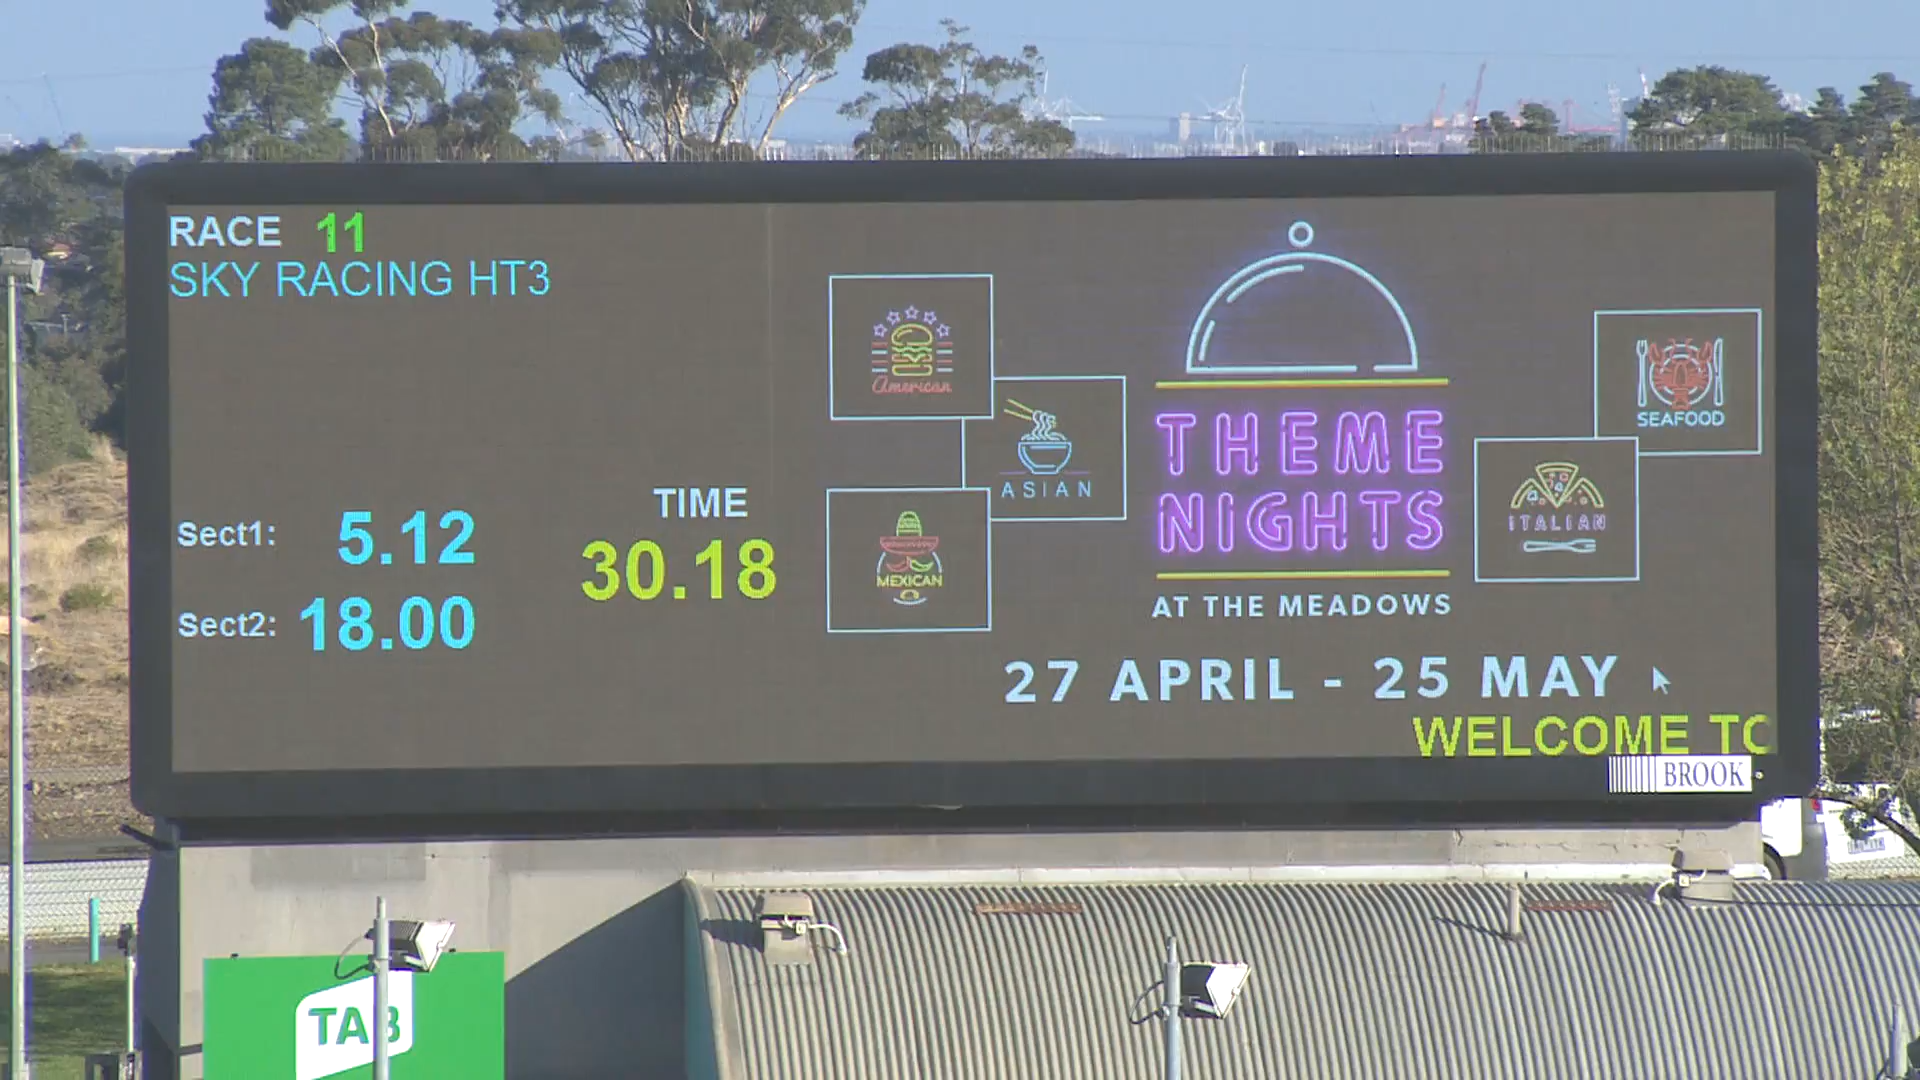 RACE 11
SKY RACING HT3
TIME
Sect1: 5.12
30.18
Sect2: 18.00
American
ASIAN
MEXICAN
THEME
NIGHTS
AT THE MEADOWS
SEAFOOD
ITALIAN
27 APRIL - 25 MAY
WELCOME TO
BROOK
TAB